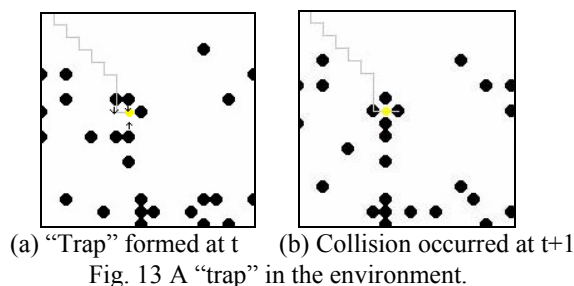 (a) “Trap” formed at t (b) Collision occurred at t+1
Fig. 13 A “trap” in the environment.